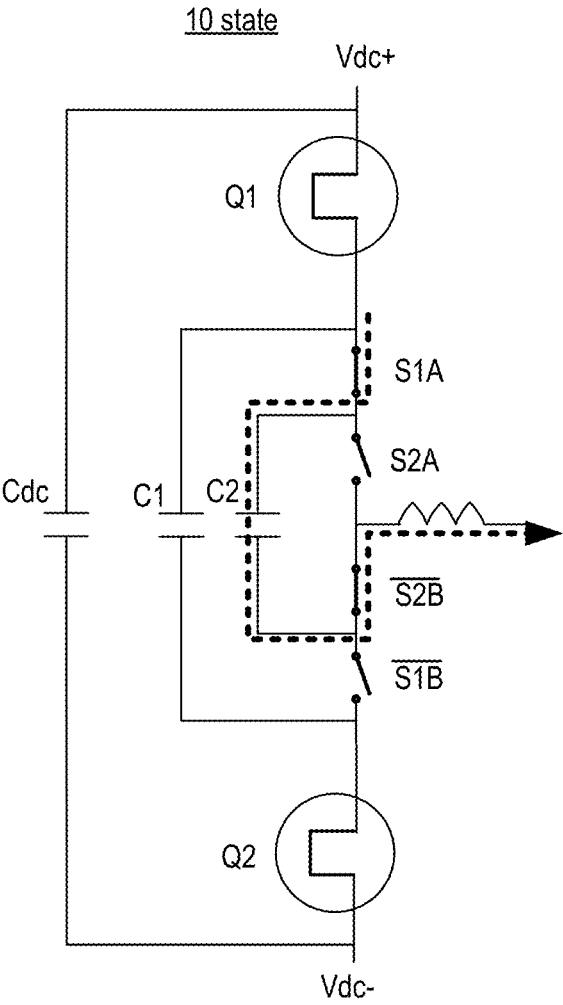 10 state
Vdc+
Q1
S1A
S2A
Cdc
C1
C2
S2B
S1B
Q2
Vdc-